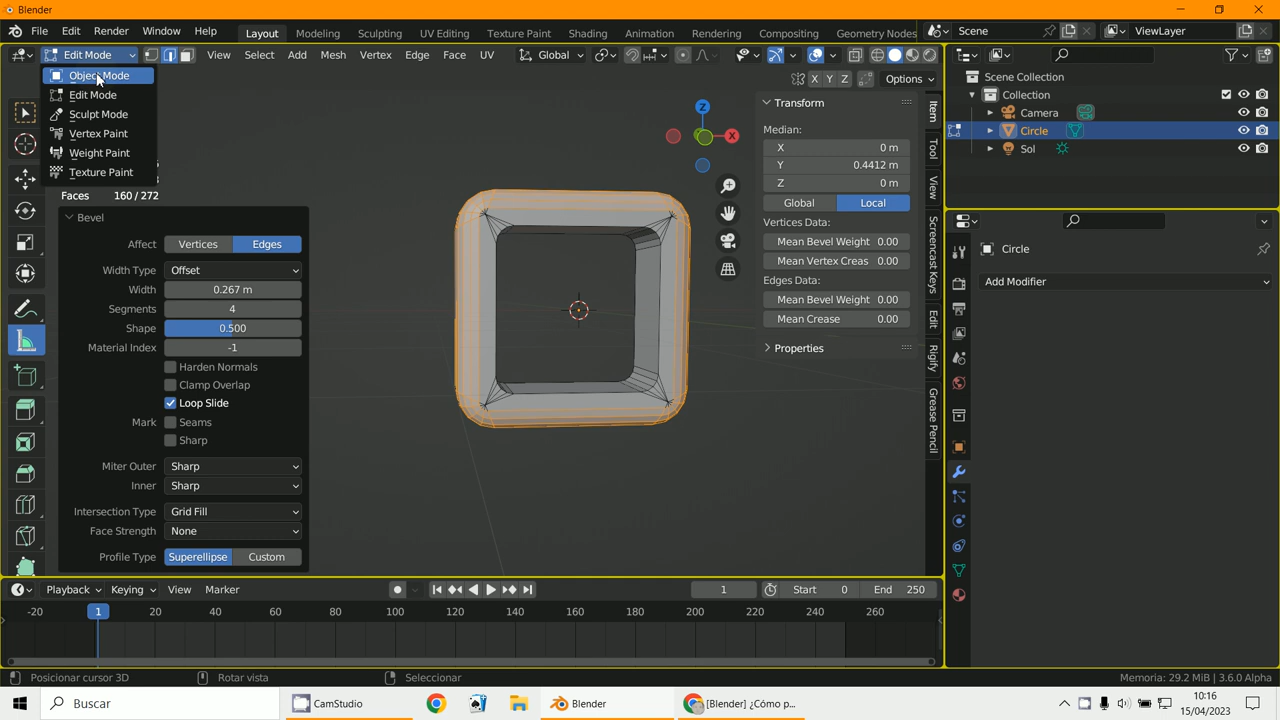 Blender
File Edit Render Window Help Layout Modeling Sculpting UV Editing Texture Paint Shading Animation Rendering Compositing Geometry Nodes Scene ViewLayer
Edit Mode View Select Add Mesh Vertex Edge Face UV Global
X Y Z Options
Object Mode
Edit Mode
Sculpt Mode
Vertex Paint
Weight Paint
Texture Paint
Faces 160 / 272
Bevel
Affect Vertices Edges
Width Type Offset
Width 0.267 m
Segments 4
Shape 0.500
Material Index -1
Harden Normals
Clamp Overlap
Loop Slide
Mark Seams
Sharp
Miter Outer Sharp
Inner Sharp
Intersection Type Grid Fill
Face Strength None
Profile Type Superellipse Custom
Z
X
Transform
Median:
X 0 m
Y 0.4412 m
Z 0 m
Global Local
Vertices Data:
Mean Bevel Weight 0.00
Mean Vertex Creas 0.00
Edges Data:
Mean Bevel Weight 0.00
Mean Crease 0.00
Properties
Item
Tool
View
Screencast Keys
Edit
Rigify
Grease Pencil
Scene Collection
Collection
Camera
Circle
Sol
Circle
Add Modifier
Playback Keying View Marker 1 Start 0 End 250
-20 1 20 40 60 80 100 120 140 160 180 200 220 240 260
Posicionar cursor 3D Rotar vista Seleccionar Memoria: 29.2 MiB | 3.6.0 Alpha
Buscar CamStudio Blender [Blender] ¿Cómo p...
10:16
15/04/2023